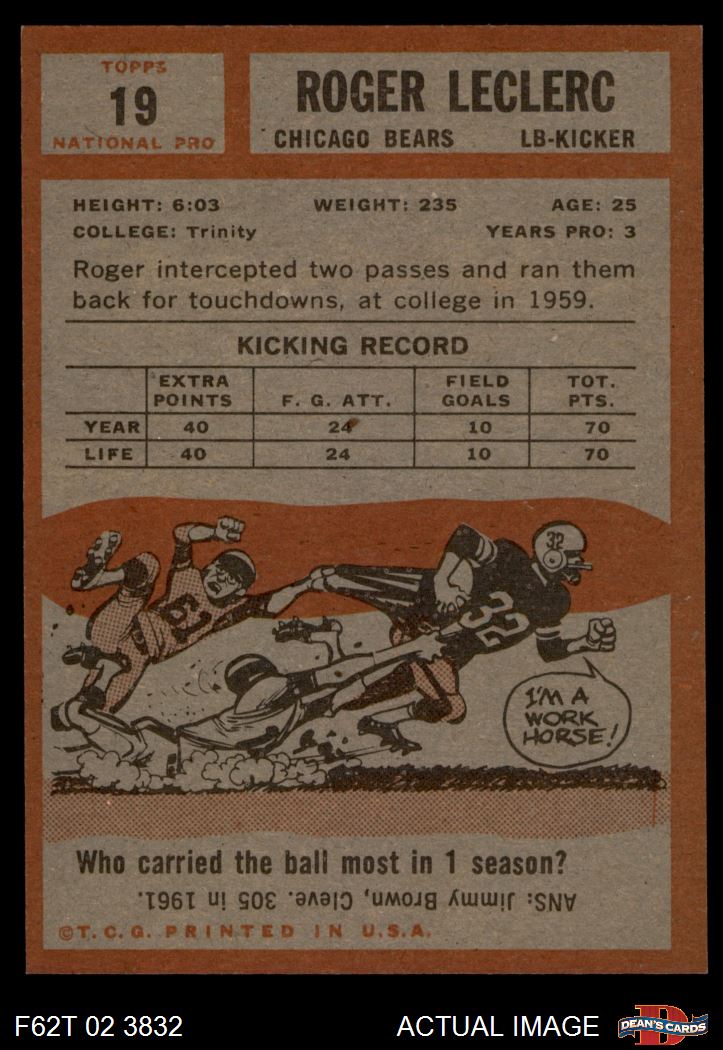 TOPPS
19
NATIONAL PRO
ROGER LECLERC
CHICAGO BEARS LB-KICKER
HEIGHT: 6:03 WEIGHT: 235 AGE: 25
COLLEGE: Trinity YEARS PRO: 3
Roger intercepted two passes and ran them
back for touchdowns, at college in 1959.
KICKING RECORD
EXTRA POINTS F. G. ATT. FIELD GOALS TOT. PTS.
YEAR 40 24 10 70
LIFE 40 24 10 70
61
32
32
I'M A
WORK
HORSE!
Who carried the ball most in 1 season?
ANS: Jimmy Brown, Cleve. 305 in 1961.
©T.C.G. PRINTED IN U.S.A.
F62T 02 3832 ACTUAL IMAGE
D
DEAN'S CARDS